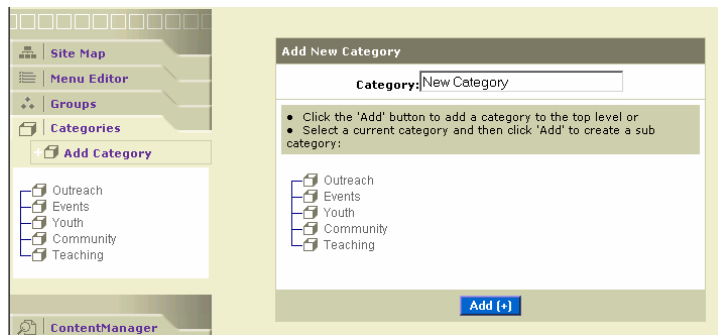 Site Map
Menu Editor
Groups
Categories
Add Category
Outreach
Events
Youth
Community
Teaching
ContentManager
Add New Category
Category: New Category
• Click the 'Add' button to add a category to the top level or
• Select a current category and then click 'Add' to create a sub
category:
Outreach
Events
Youth
Community
Teaching
Add (+)